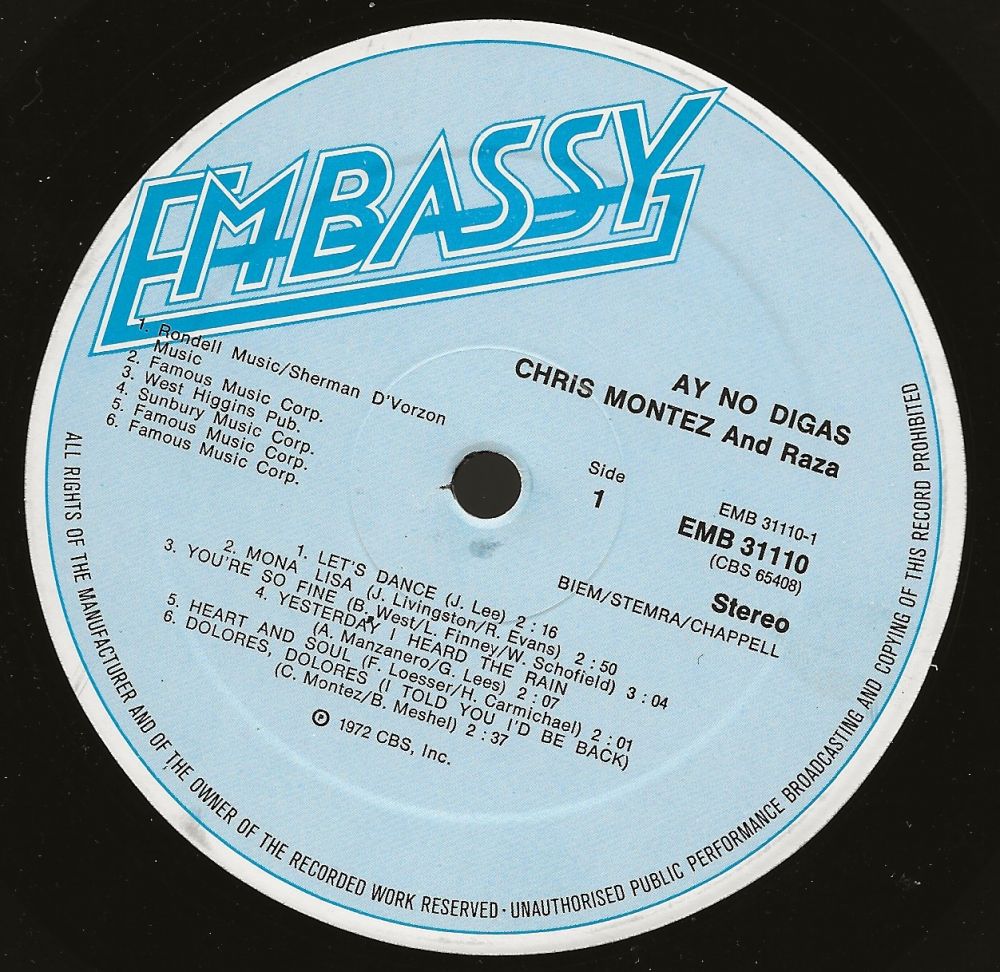 EMBASSY
1. Rondell Music/Sherman D'Vorzon
Music
2. Famous Music Corp.
3. West Higgins Pub.
4. Sunbury Music Corp.
5. Famous Music Corp.
6. Famous Music Corp.
AY NO DIGAS
CHRIS MONTEZ And Raza
Side
1
EMB 31110-1
EMB 31110
(CBS 65408)
Stereo
BIEM/STEMRA/CHAPPELL
1. LET'S DANCE (J. Lee) 2:16
2. MONA LISA (J. Livingston/R. Evans) 2:50
3. YOU'RE SO FINE (B. West/L. Finney/W. Schofield) 3:04
4. YESTERDAY I HEARD THE RAIN
(A. Manzanero/G. Lees) 2:07
5. HEART AND SOUL (F. Loesser/H. Carmichael) 2:01
6. DOLORES, DOLORES (I TOLD YOU I'D BE BACK)
(C. Montez/B. Meshel) 2:37
℗ 1972 CBS, Inc.
ALL RIGHTS OF THE MANUFACTURER AND OF THE OWNER OF THE RECORDED WORK RESERVED · UNAUTHORISED PUBLIC PERFORMANCE BROADCASTING AND COPYING OF THIS RECORD PROHIBITED